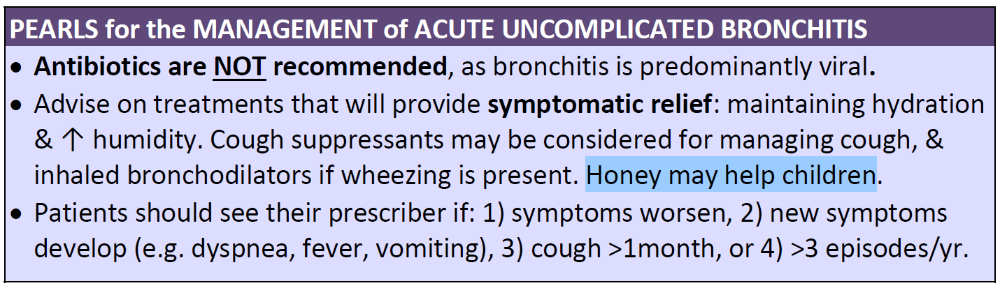 PEARLS for the MANAGEMENT of ACUTE UNCOMPLICATED BRONCHITIS
• Antibiotics are NOT recommended, as bronchitis is predominantly viral.
• Advise on treatments that will provide symptomatic relief: maintaining hydration
& ↑ humidity. Cough suppressants may be considered for managing cough, &
inhaled bronchodilators if wheezing is present. Honey may help children.
• Patients should see their prescriber if: 1) symptoms worsen, 2) new symptoms
develop (e.g. dyspnea, fever, vomiting), 3) cough >1month, or 4) >3 episodes/yr.